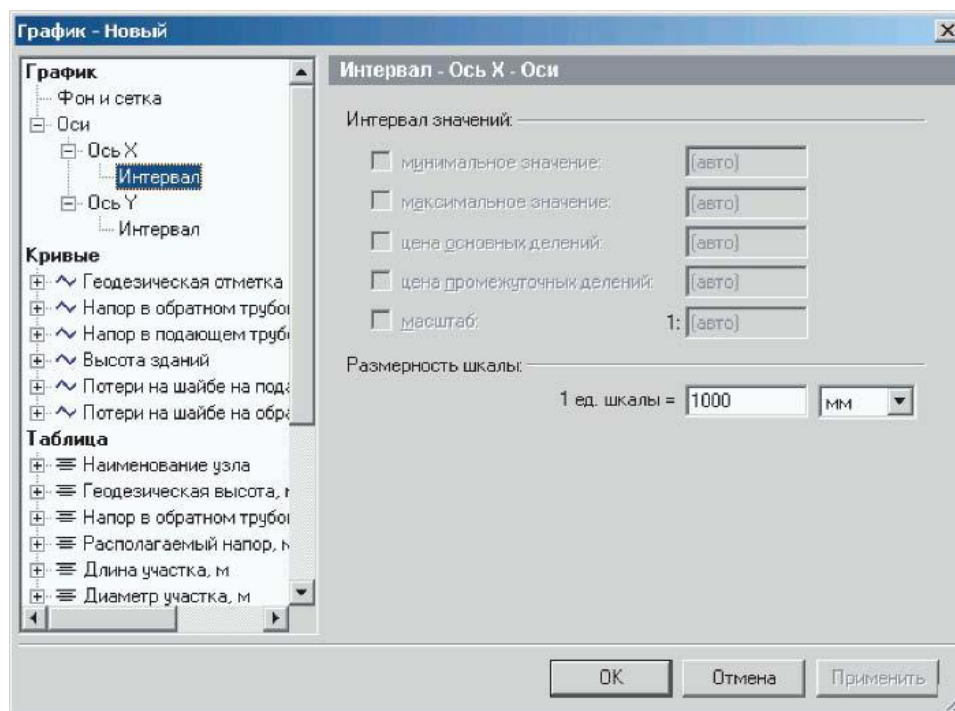 График - Новый
График
Фон и сетка
Оси
Ось X
Интервал
Ось Y
Интервал
Кривые
Геодезическая отметка
Напор в обратном трубо
Напор в подающем труб
Высота зданий
Потери на шайбе на пода
Потери на шайбе на обра
Таблица
Наименование узла
Геодезическая высота, м
Напор в обратном трубо
Располагаемый напор, м
Длина участка, м
Диаметр участка, м
Интервал - Ось X - Оси
Интервал значений:
минимальное значение: (авто)
максимальное значение: (авто)
цена основных делений: (авто)
цена промежуточных делений: (авто)
масштаб: 1: (авто)
Размерность шкалы:
1 ед. шкалы = 1000 мм
OK Отмена Применить